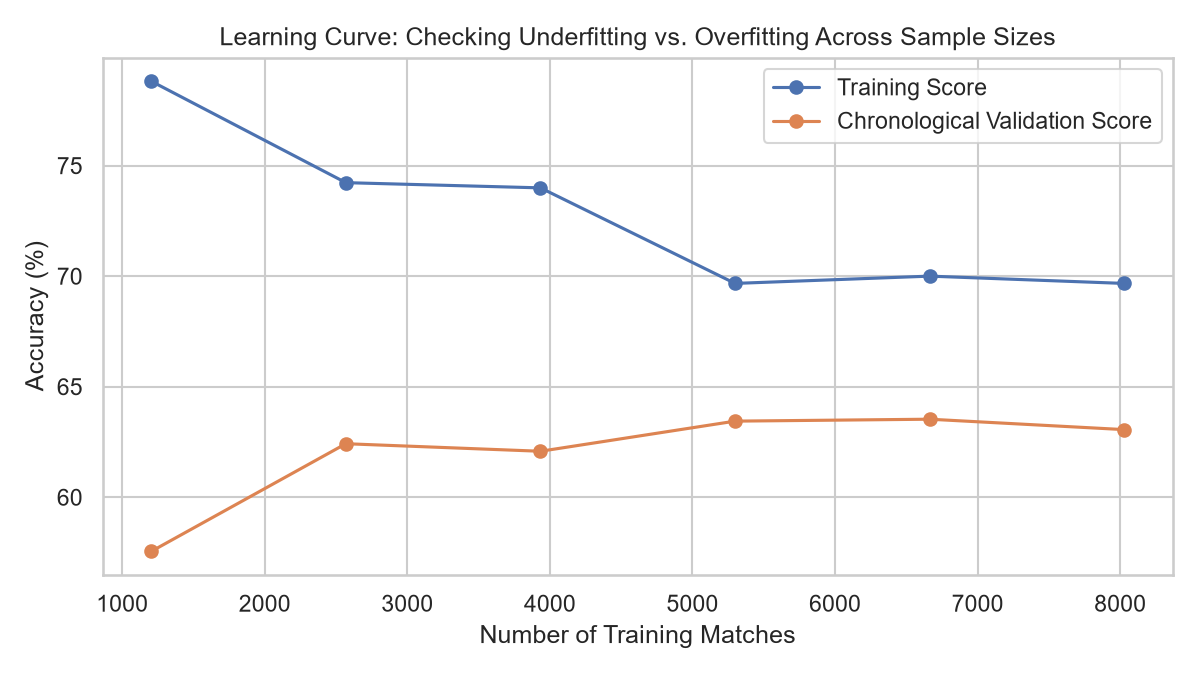 Learning Curve: Checking Underfitting vs. Overfitting Across Sample Sizes
Training Score
Chronological Validation Score
Accuracy (%)
75
70
65
60
1000 2000 3000 4000 5000 6000 7000 8000
Number of Training Matches